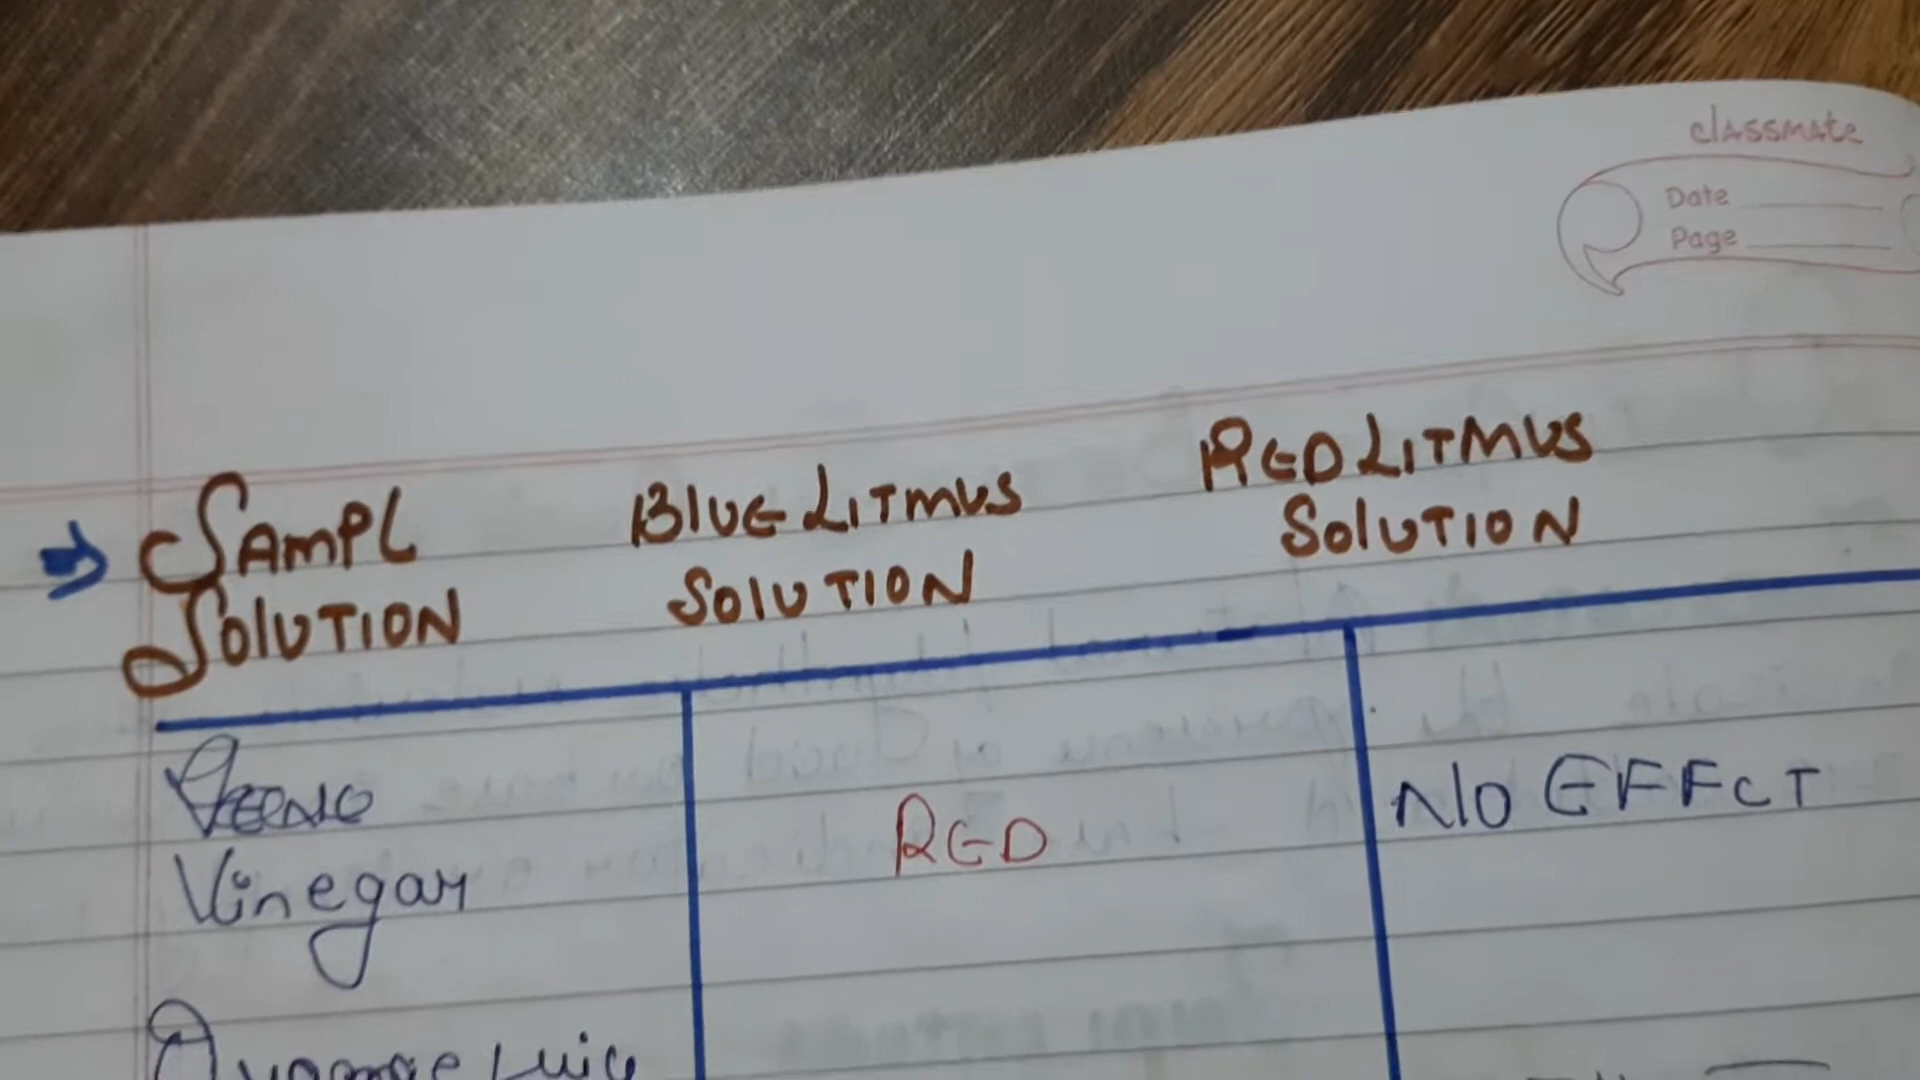 classmate
Date
Page
SAMPL SOLUTION
BlUE LITMUS SOlUTION
RED LITMUS SOlUTION
Vinegar
RED
NO EFFCT